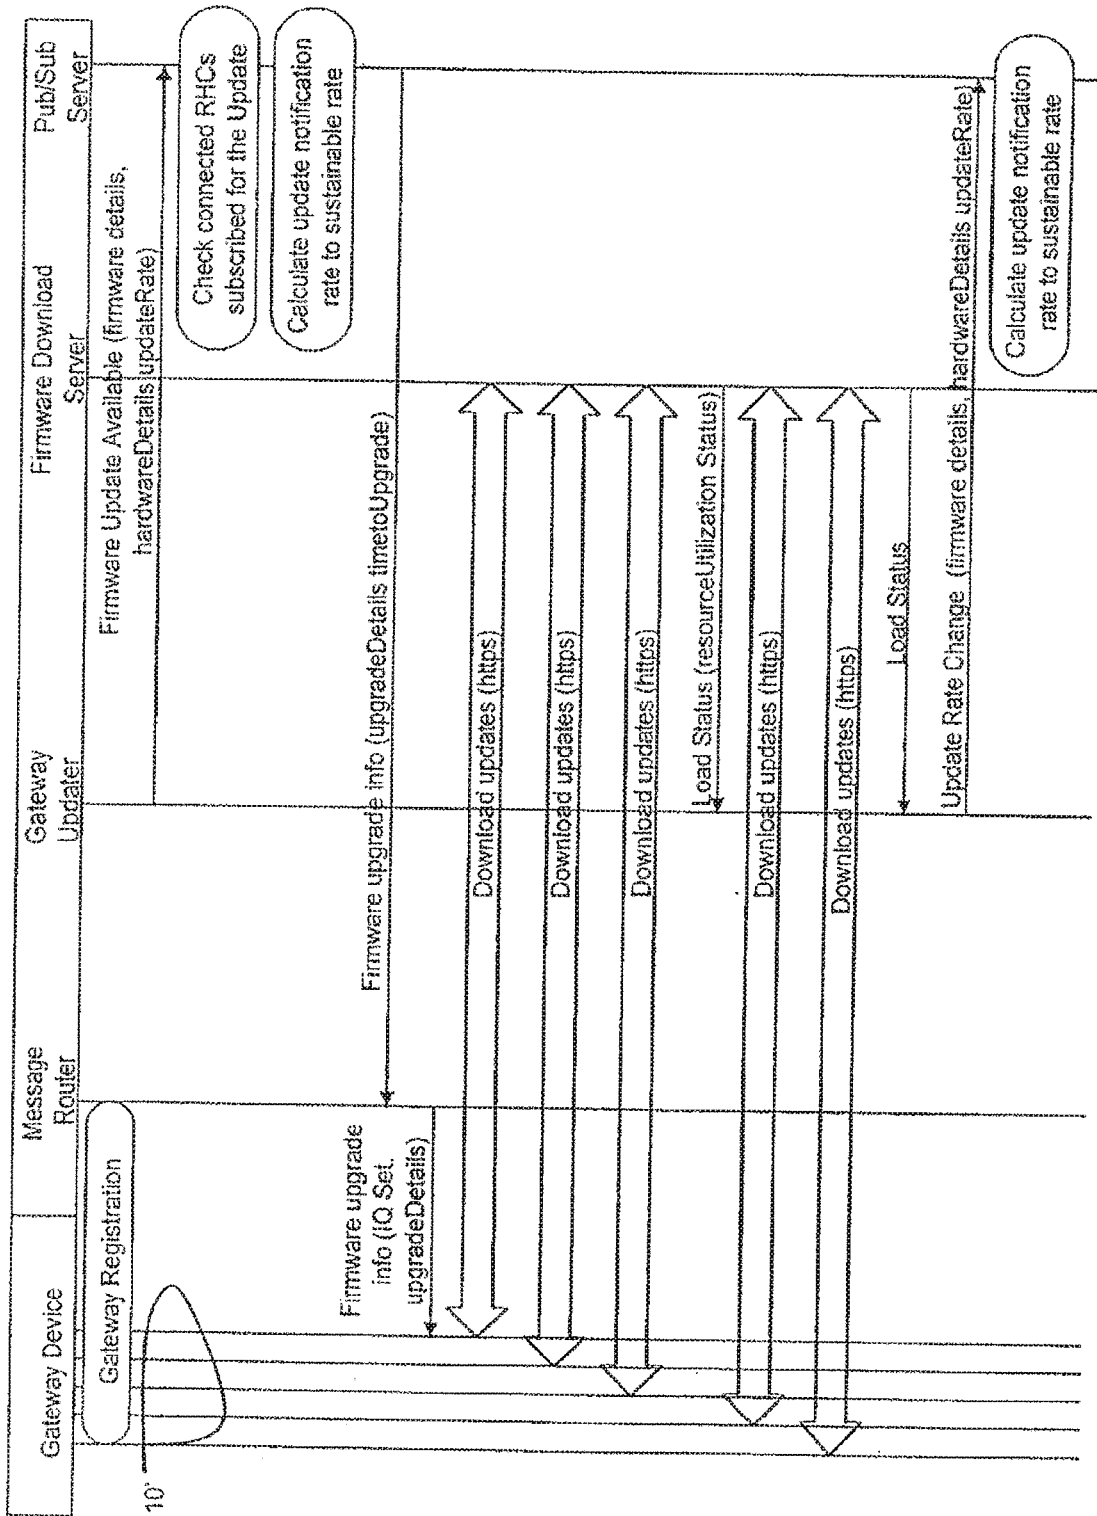 Gateway Device
Message
Router
Gateway
Updater
Firmware Download
Server
Pub/Sub
Server
Gateway Registration
10'
Firmware Update Available (firmware details,
hardwareDetails updateRate)
Check connected RHCs
subscribed for the Update
Calculate update notification
rate to sustainable rate
Firmware upgrade info (upgradeDetails timetoUpgrade)
Firmware upgrade
info (IQ Set.
upgradeDetails)
Download updates (https)
Download updates (https)
Download updates (https)
Load Status (resourceUtilization Status)
Download updates (https)
Download updates (https)
Load Status
Update Rate Change (firmware details, hardwareDetails updateRate)
Calculate update notification
rate to sustainable rate